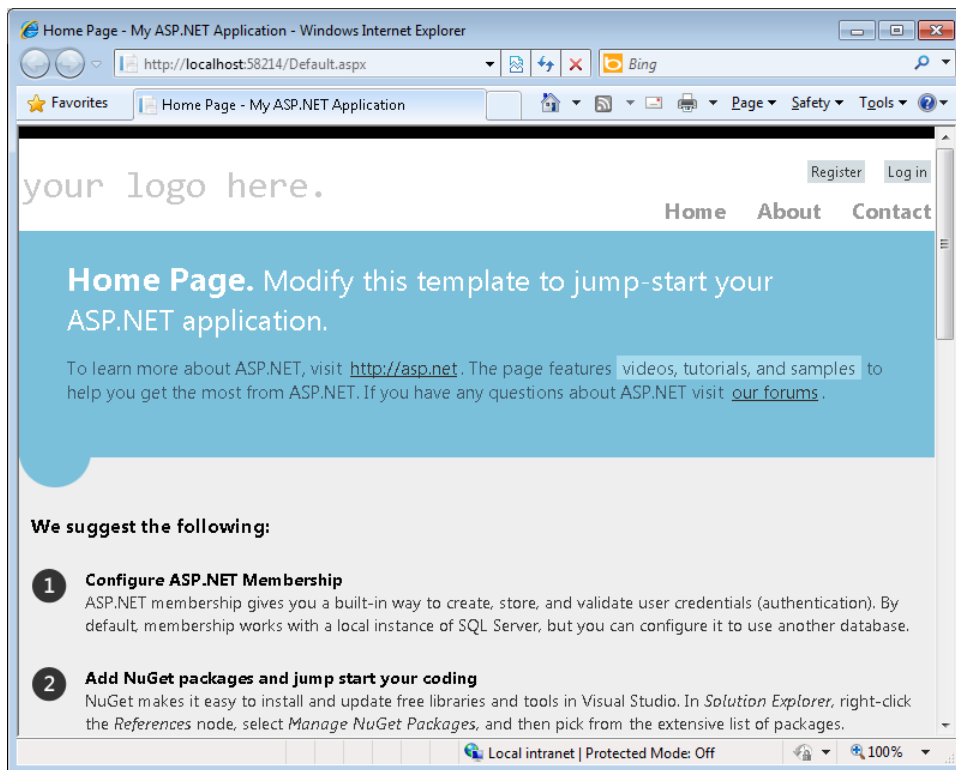 Home Page - My ASP.NET Application - Windows Internet Explorer
http://localhost:58214/Default.aspx
Bing
Favorites
Home Page - My ASP.NET Application
Page
Safety
Tools
your logo here.
Register
Log in
Home
About
Contact
Home Page. Modify this template to jump-start your
ASP.NET application.
To learn more about ASP.NET, visit http://asp.net. The page features videos, tutorials, and samples to
help you get the most from ASP.NET. If you have any questions about ASP.NET visit our forums.
We suggest the following:
1
Configure ASP.NET Membership
ASP.NET membership gives you a built-in way to create, store, and validate user credentials (authentication). By
default, membership works with a local instance of SQL Server, but you can configure it to use another database.
2
Add NuGet packages and jump start your coding
NuGet makes it easy to install and update free libraries and tools in Visual Studio. In Solution Explorer, right-click
the References node, select Manage NuGet Packages, and then pick from the extensive list of packages.
Local intranet | Protected Mode: Off
100%